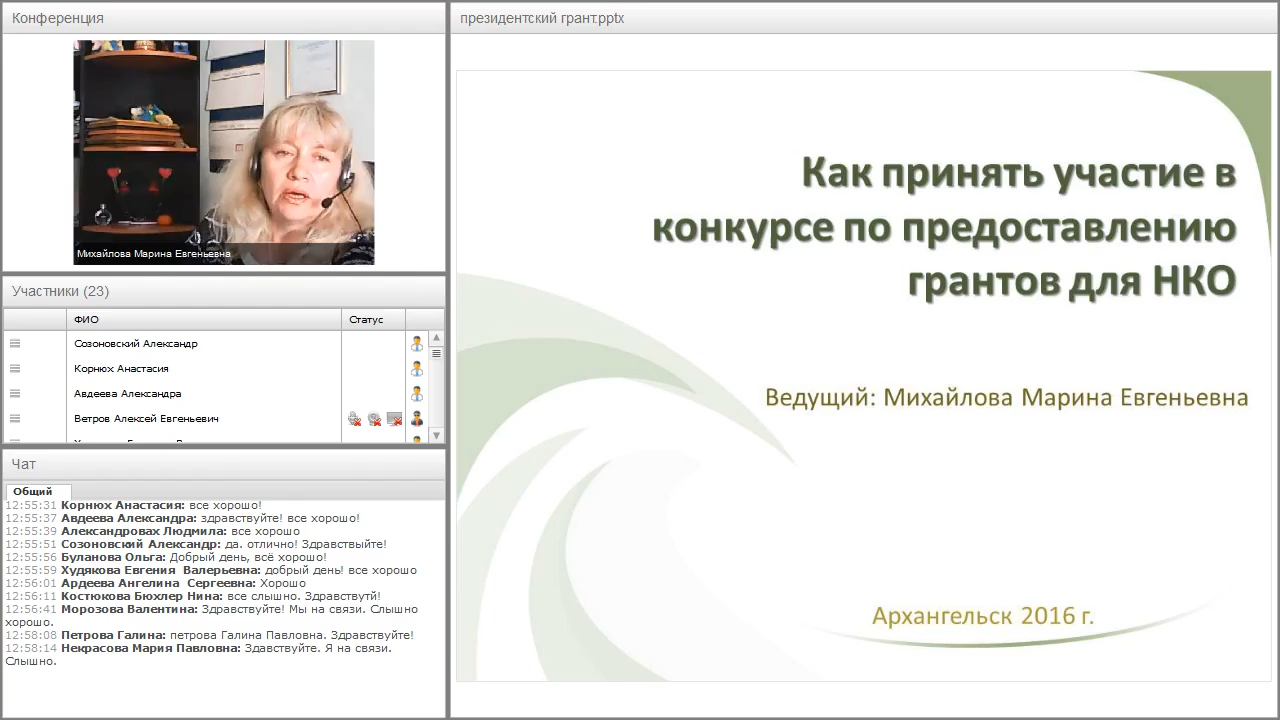 Конференция
Михайлова Марина Евгеньевна
Участники (23)
ФИО Статус
Созоновский Александр
Корнюх Анастасия
Авдеева Александра
Ветров Алексей Евгеньевич
Чат
Общий
12:55:31 Корнюх Анастасия: все хорошо!
12:55:37 Авдеева Александра: здравствуйте! все хорошо!
12:55:39 Александровах Людмила: все хорошо
12:55:51 Созоновский Александр: да. отлично! Здравствыйте!
12:55:56 Буланова Ольга: Добрый день, всё хорошо!
12:55:59 Худякова Евгения Валерьевна: добрый день! все хорошо
12:56:01 Ардеева Ангелина Сергеевна: Хорошо
12:56:11 Костюкова Бюхлер Нина: все слышно. Здравствутй!
12:56:41 Морозова Валентина: Здравствуйте! Мы на связи. Слышно
хорошо.
12:58:08 Петрова Галина: петрова Галина Павловна. Здравствуйте!
12:58:14 Некрасова Мария Павловна: Здавствуйте. Я на связи.
Слышно.
президентский грант.pptx
Как принять участие в
конкурсе по предоставлению
грантов для НКО
Ведущий: Михайлова Марина Евгеньевна
Архангельск 2016 г.